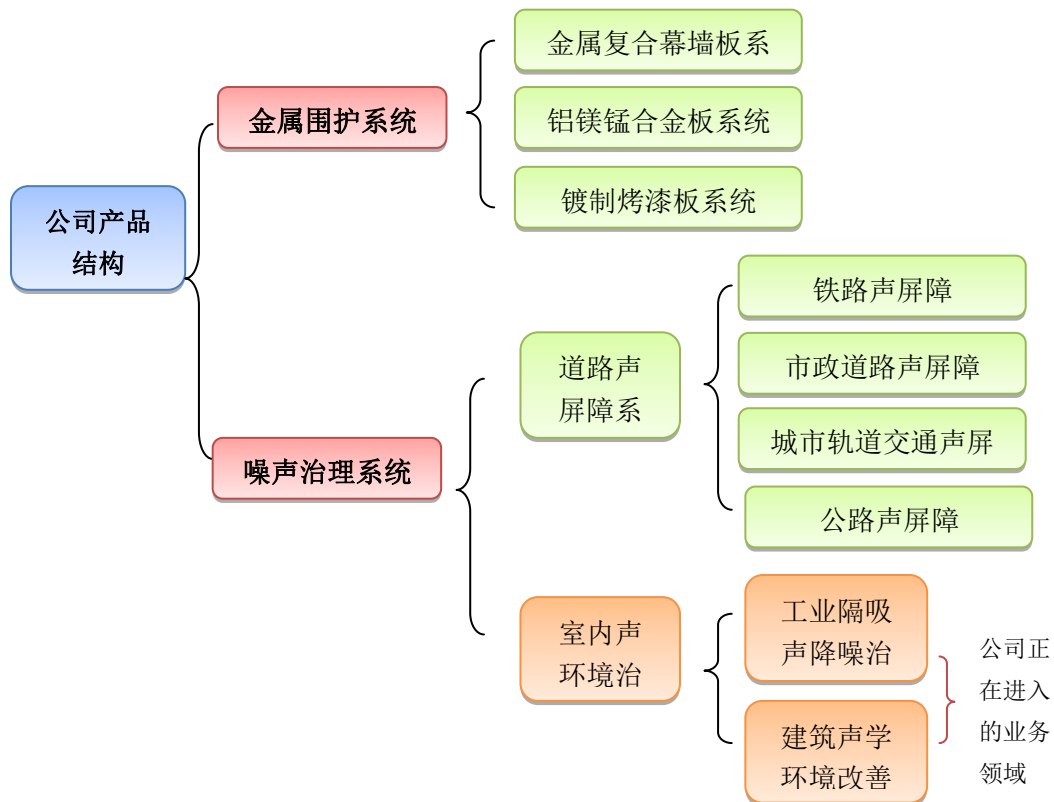 公司产品
结构
金属围护系统
金属复合幕墙板系
铝镁锰合金板系统
镀制烤漆板系统
噪声治理系统
道路声
屏障系
铁路声屏障
市政道路声屏障
城市轨道交通声屏
公路声屏障
室内声
环境治
工业隔吸
声降噪治
建筑声学
环境改善
公司正
在进入
的业务
领域